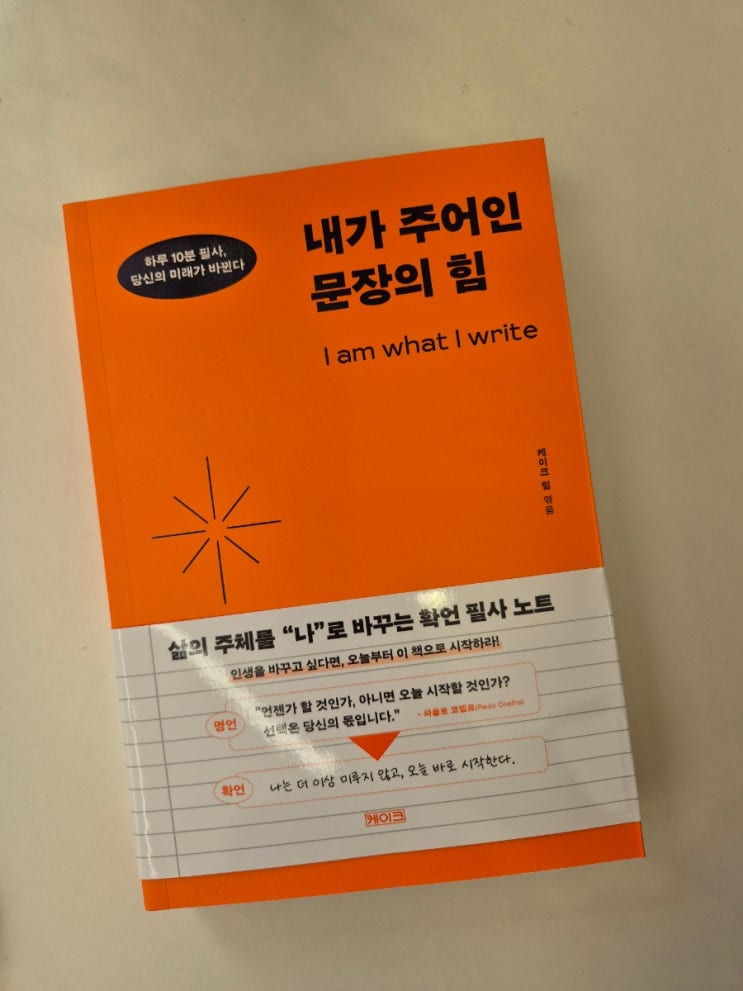 하루 10분 필사,
당신의 미래가 바뀐다
내가 주어인
문장의 힘
I am what I write
케이크 필 엮음
삶의 주체를 “나”로 바꾸는 확언 필사 노트
인생을 바꾸고 싶다면, 오늘부터 이 책으로 시작하라!
명언
“언젠가 할 것인가, 아니면 오늘 시작할 것인가?
선택은 당신의 몫입니다.” - 파울로 코엘료(Paulo Coelho)
확언
나는 더 이상 미루지 않고, 오늘 바로 시작한다.
케이크